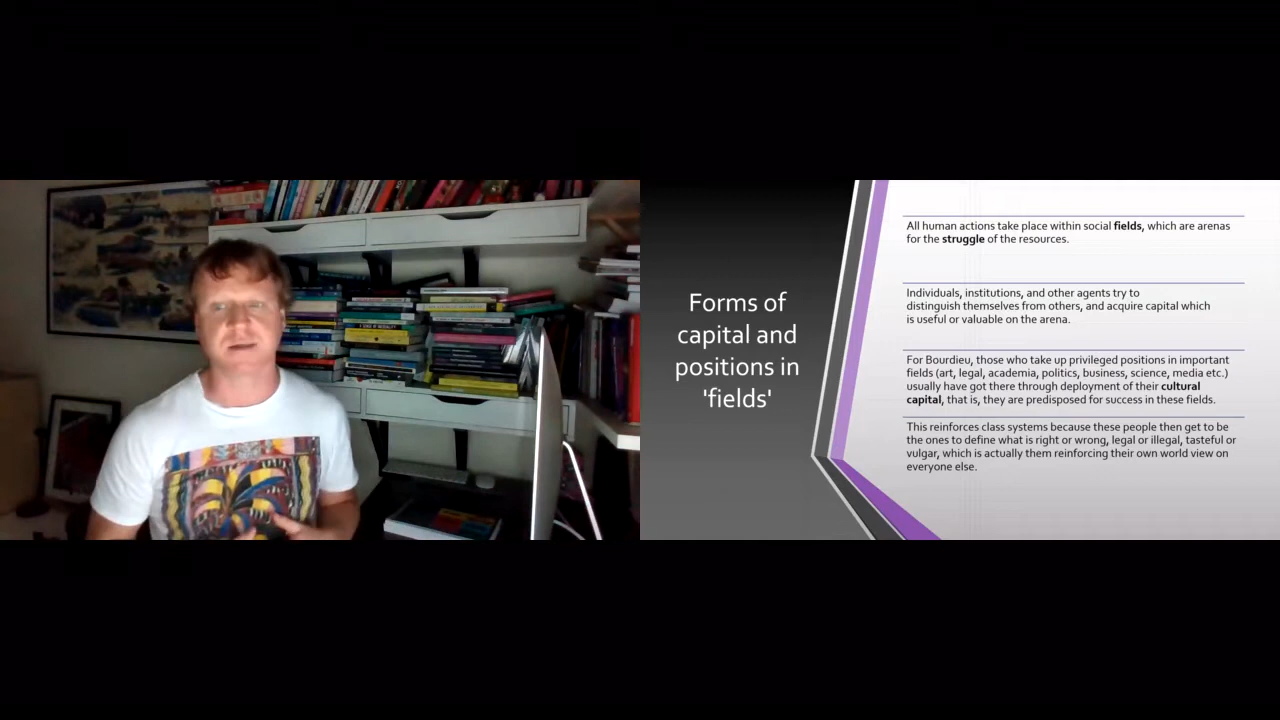 Forms of
capital and
positions in
'fields'
All human actions take place within social fields, which are arenas
for the struggle of the resources.
Individuals, institutions, and other agents try to
distinguish themselves from others, and acquire capital which
is useful or valuable on the arena.
For Bourdieu, those who take up privileged positions in important
fields (art, legal, academia, politics, business, science, media etc.)
usually have got there through deployment of their cultural
capital, that is, they are predisposed for success in these fields.
This reinforces class systems because these people then get to be
the ones to define what is right or wrong, legal or illegal, tasteful or
vulgar, which is actually them reinforcing their own world view on
everyone else.